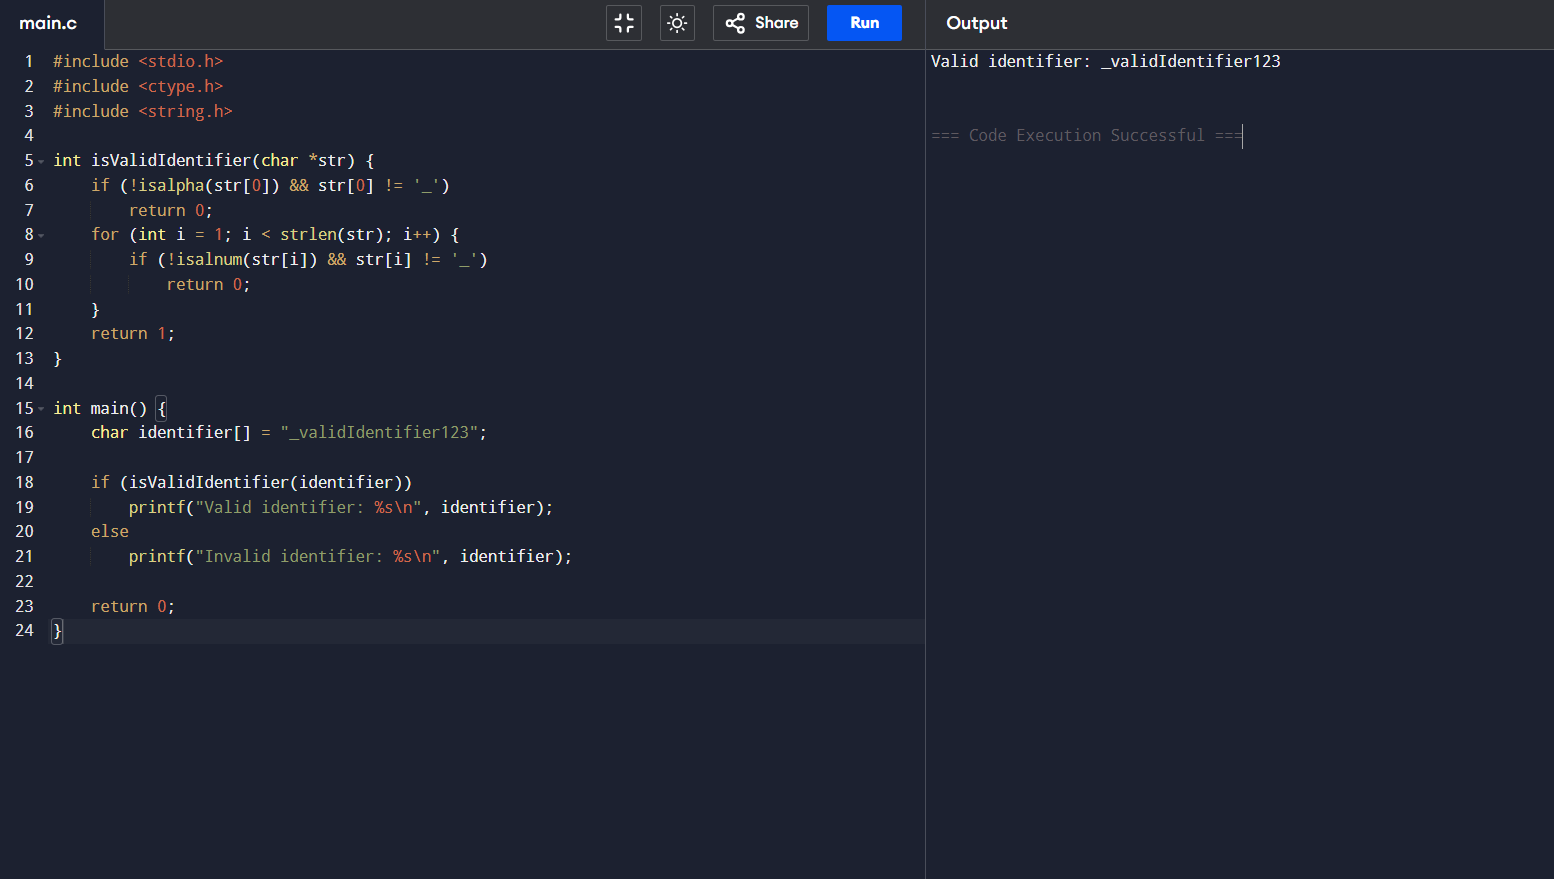 main.c
Share
Run
Output
1 #include <stdio.h>
2 #include <ctype.h>
3 #include <string.h>
4
5 int isValidIdentifier(char *str) {
6     if (!isalpha(str[0]) && str[0] != '_')
7         return 0;
8     for (int i = 1; i < strlen(str); i++) {
9         if (!isalnum(str[i]) && str[i] != '_')
10             return 0;
11     }
12     return 1;
13 }
14
15 int main() {
16     char identifier[] = "_validIdentifier123";
17
18     if (isValidIdentifier(identifier))
19         printf("Valid identifier: %s\n", identifier);
20     else
21         printf("Invalid identifier: %s\n", identifier);
22
23     return 0;
24 }
Valid identifier: _validIdentifier123
=== Code Execution Successful ===